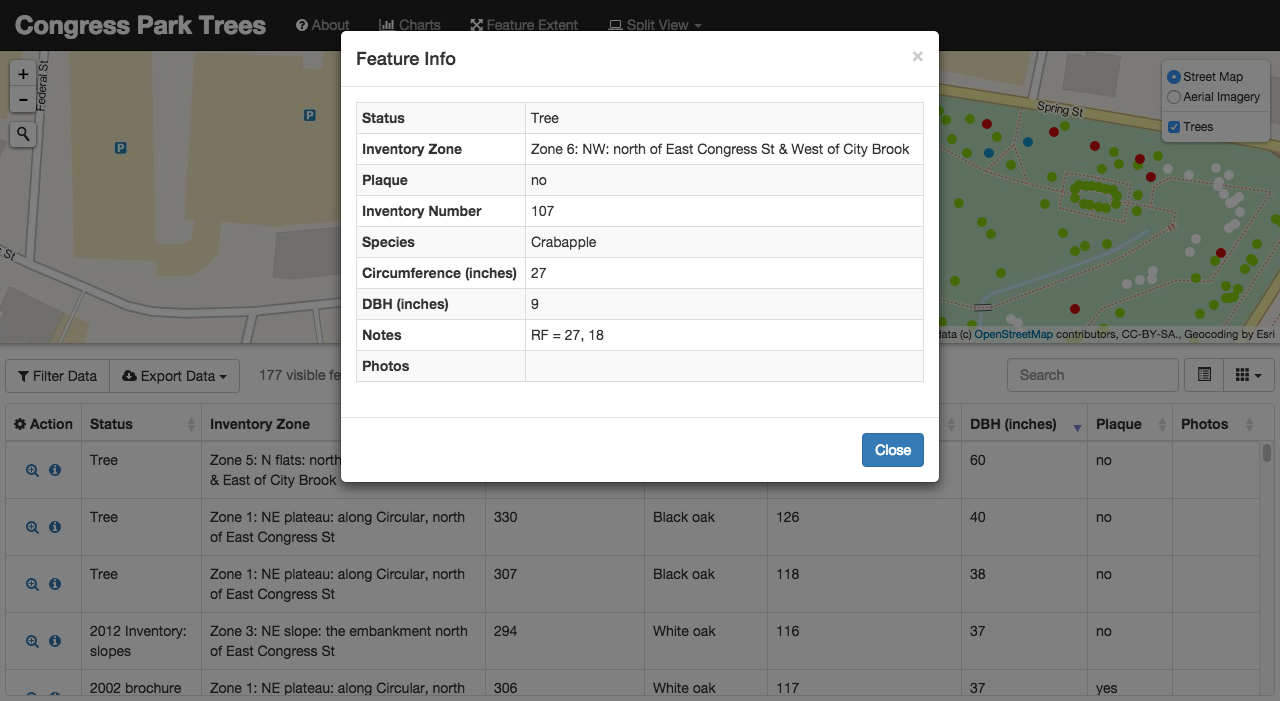 Congress Park Trees
About
Charts
Feature Extent
Split View
Feature Info
×
+
−
Federal St
P
P
Spring St
Street Map
Aerial Imagery
Trees
Status Tree
Inventory Zone Zone 6: NW: north of East Congress St & West of City Brook
Plaque no
Inventory Number 107
Species Crabapple
Circumference (inches) 27
DBH (inches) 9
Notes RF = 27, 18
Photos
St
data (c) OpenStreetMap contributors, CC-BY-SA., Geocoding by Esri
Filter Data
Export Data
177 visible fe
Search
Close
Action Status Inventory Zone DBH (inches) Plaque Photos
Tree Zone 5: N flats: north 60 no
& East of City Brook
Tree Zone 1: NE plateau: along Circular, north 330 Black oak 126 40 no
of East Congress St
Tree Zone 1: NE plateau: along Circular, north 307 Black oak 118 38 no
of East Congress St
2012 Inventory: Zone 3: NE slope: the embankment north 294 White oak 116 37 no
slopes of East Congress St
2002 brochure Zone 1: NE plateau: along Circular, north 306 White oak 117 37 yes